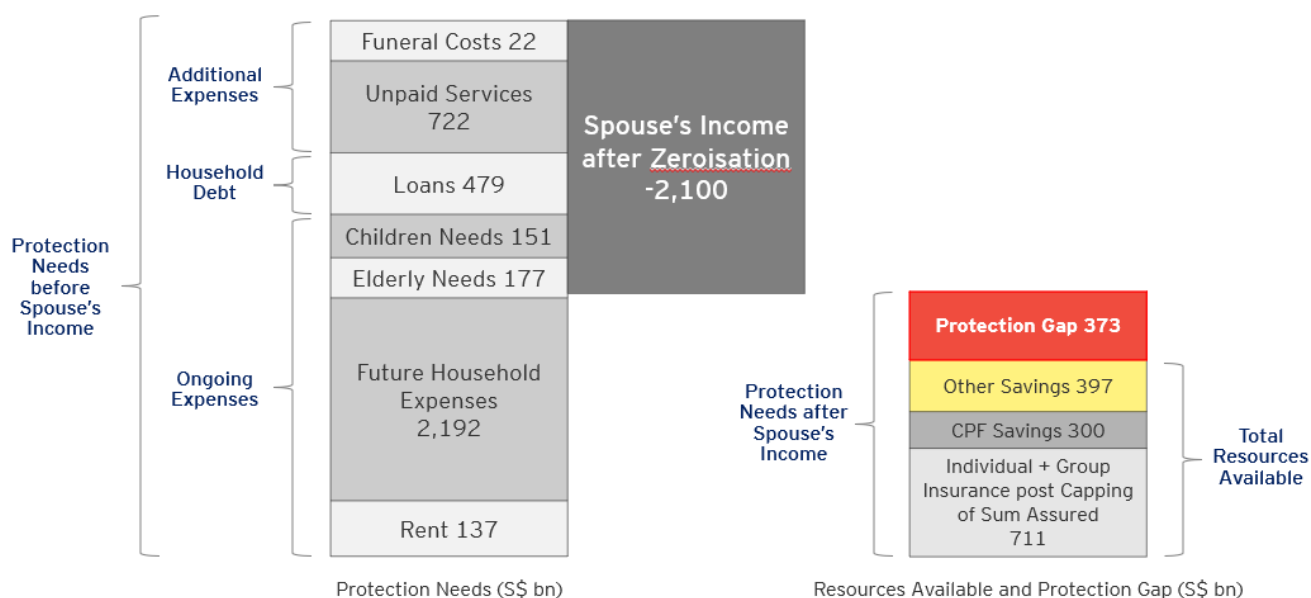 Protection
Needs
before
Spouse's
Income
Additional
Expenses
Household
Debt
Ongoing
Expenses
Funeral Costs 22
Unpaid Services
722
Loans 479
Children Needs 151
Elderly Needs 177
Future Household
Expenses
2,192
Rent 137
Protection Needs (S$ bn)
Spouse's Income
after Zeroisation
-2,100
Protection
Needs after
Spouse's
Income
Protection Gap 373
Other Savings 397
CPF Savings 300
Individual + Group
Insurance post Capping
of Sum Assured
711
Total
Resources
Available
Resources Available and Protection Gap (S$ bn)